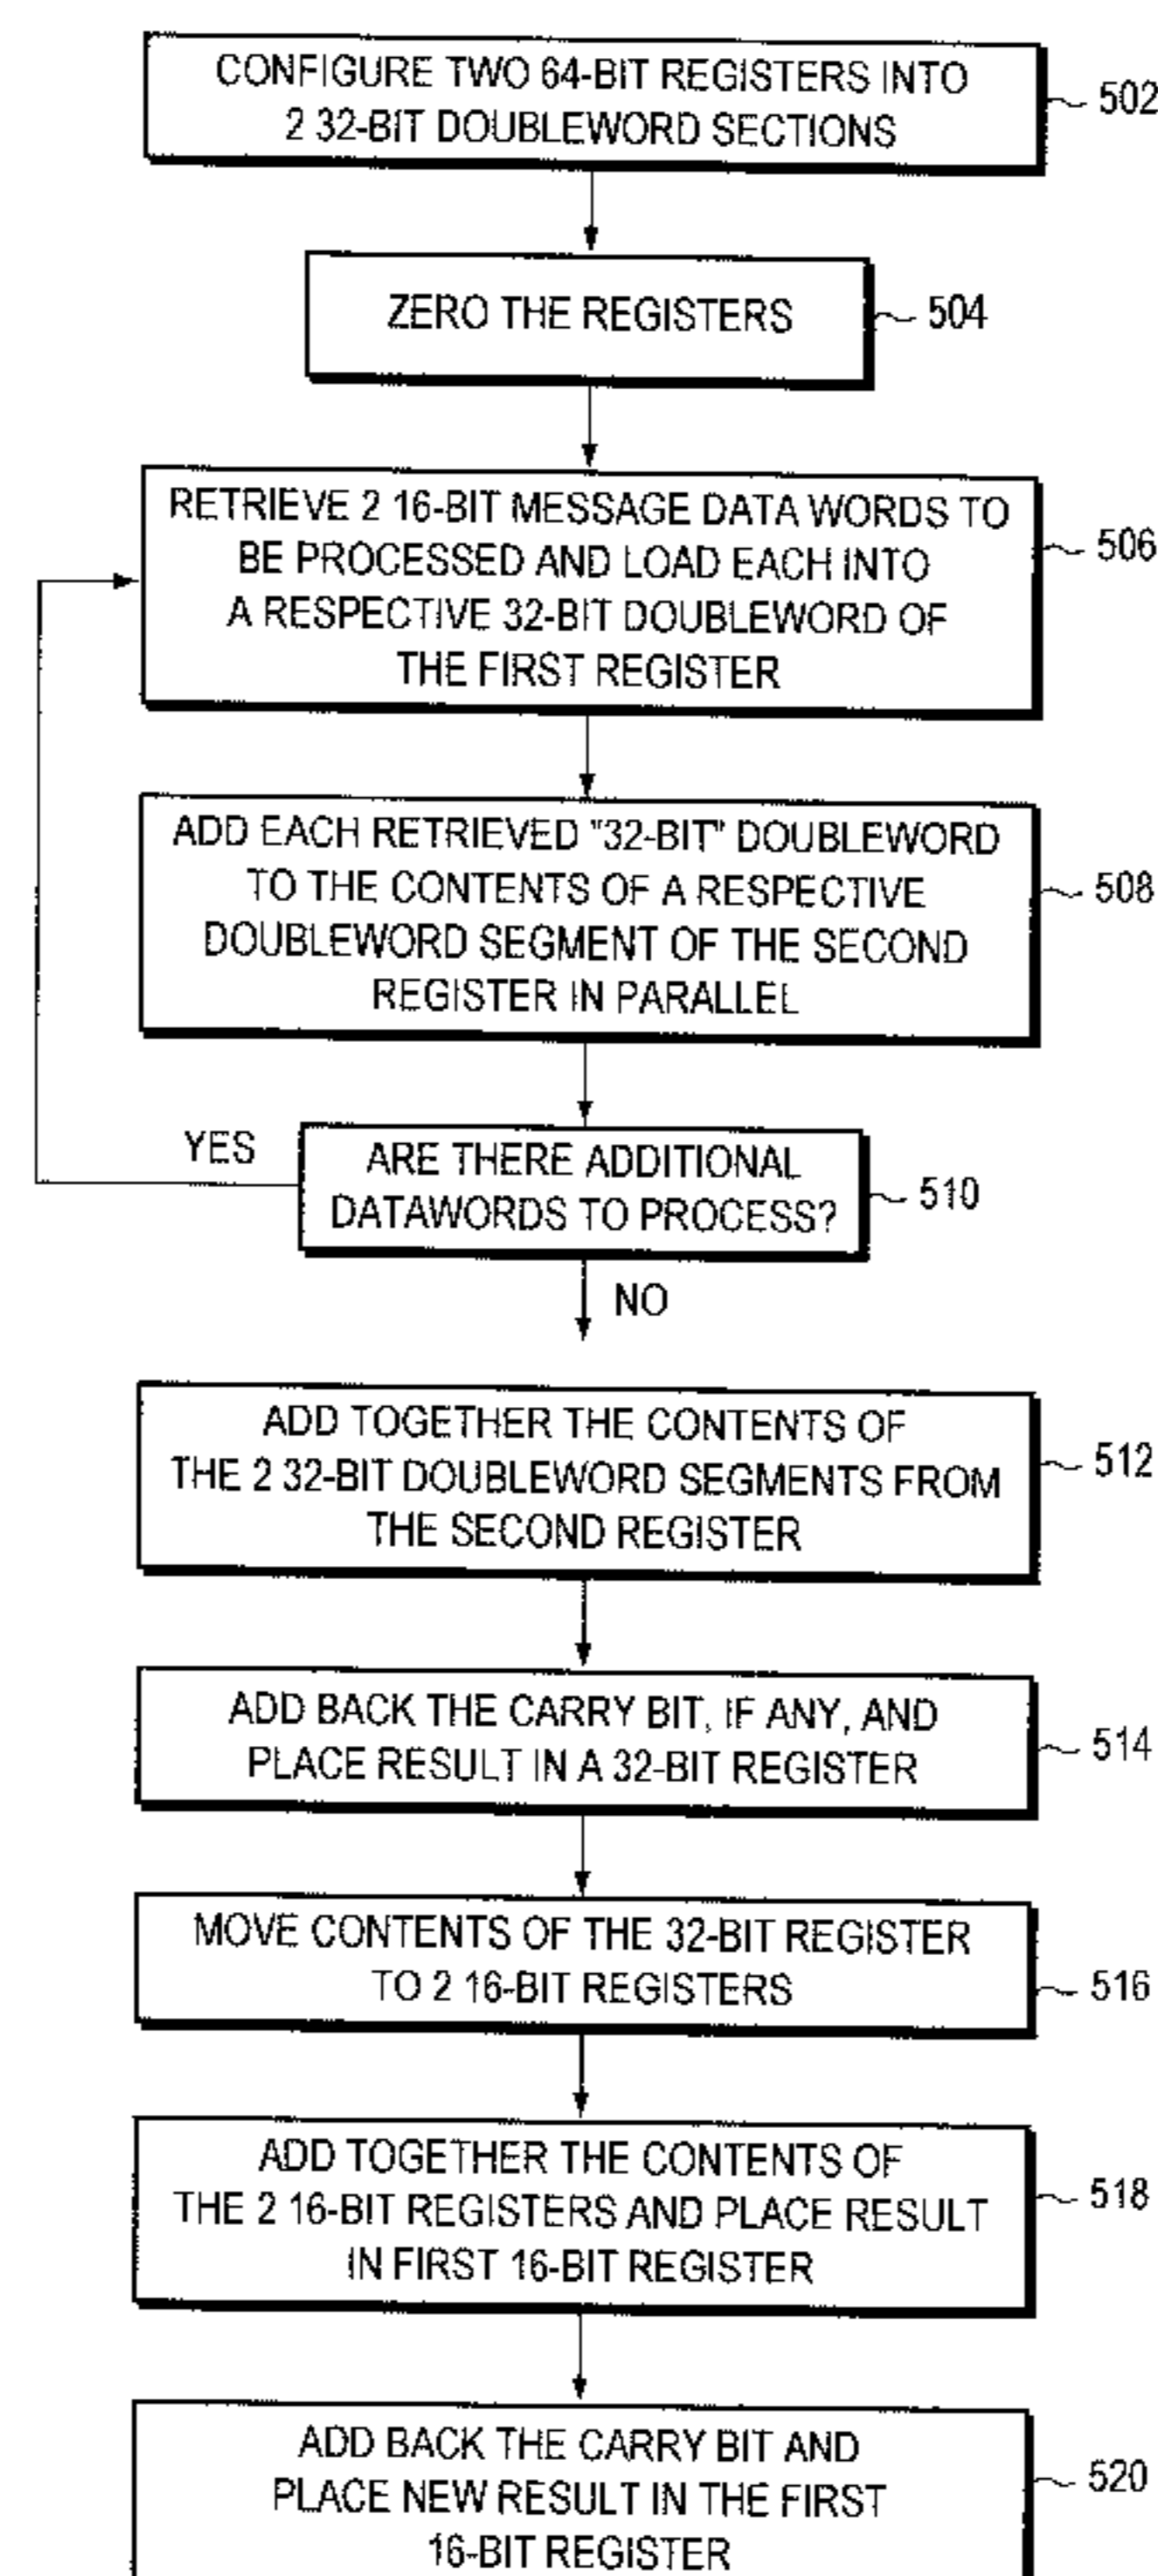 CONFIGURE TWO 64-BIT REGISTERS INTO
2 32-BIT DOUBLEWORD SECTIONS
502
ZERO THE REGISTERS
504
RETRIEVE 2 16-BIT MESSAGE DATA WORDS TO
BE PROCESSED AND LOAD EACH INTO
A RESPECTIVE 32-BIT DOUBLEWORD OF
THE FIRST REGISTER
506
ADD EACH RETRIEVED "32-BIT" DOUBLEWORD
TO THE CONTENTS OF A RESPECTIVE
DOUBLEWORD SEGMENT OF THE SECOND
REGISTER IN PARALLEL
508
YES
ARE THERE ADDITIONAL
DATAWORDS TO PROCESS?
510
NO
ADD TOGETHER THE CONTENTS OF
THE 2 32-BIT DOUBLEWORD SEGMENTS FROM
THE SECOND REGISTER
512
ADD BACK THE CARRY BIT, IF ANY, AND
PLACE RESULT IN A 32-BIT REGISTER
514
MOVE CONTENTS OF THE 32-BIT REGISTER
TO 2 16-BIT REGISTERS
516
ADD TOGETHER THE CONTENTS OF
THE 2 16-BIT REGISTERS AND PLACE RESULT
IN FIRST 16-BIT REGISTER
518
ADD BACK THE CARRY BIT AND
PLACE NEW RESULT IN THE FIRST
16-BIT REGISTER
520